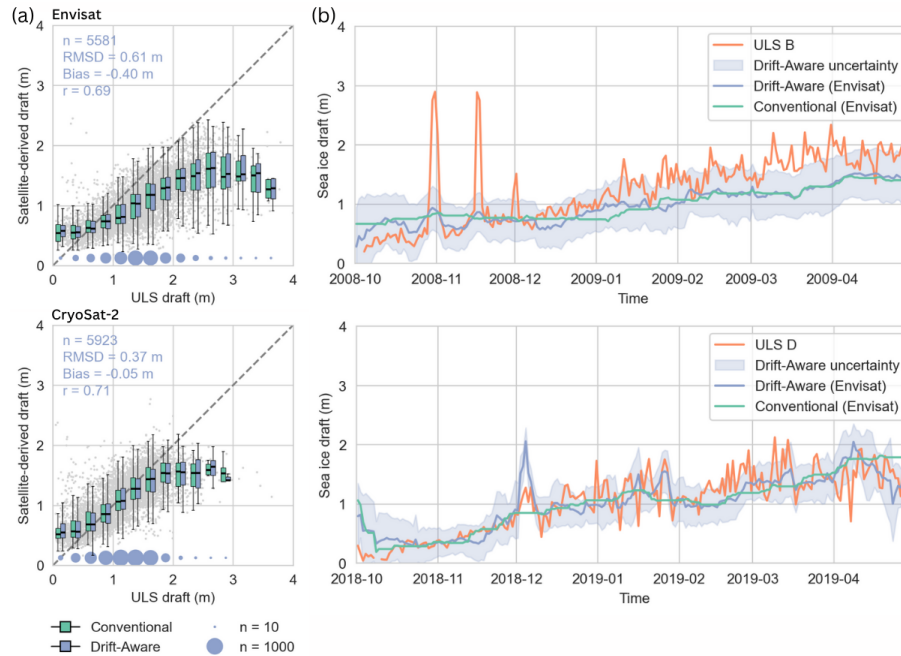 (a)
Envisat
4
3
2
1
0
Satellite-derived draft (m)
n = 5581
RMSD = 0.61 m
Bias = -0.40 m
r = 0.69
0
1
2
3
4
ULS draft (m)
(b)
4
3
2
1
0
Sea ice draft (m)
ULS B
Drift-Aware uncertainty
Drift-Aware (Envisat)
Conventional (Envisat)
2008-10
2008-11
2008-12
2009-01
2009-02
2009-03
2009-04
Time
CryoSat-2
4
3
2
1
0
Satellite-derived draft (m)
n = 5923
RMSD = 0.37 m
Bias = -0.05 m
r = 0.71
0
1
2
3
4
ULS draft (m)
4
3
2
1
0
Sea ice draft (m)
ULS D
Drift-Aware uncertainty
Drift-Aware (Envisat)
Conventional (Envisat)
2018-10
2018-11
2018-12
2019-01
2019-02
2019-03
2019-04
Time
Conventional
Drift-Aware
n = 10
n = 1000